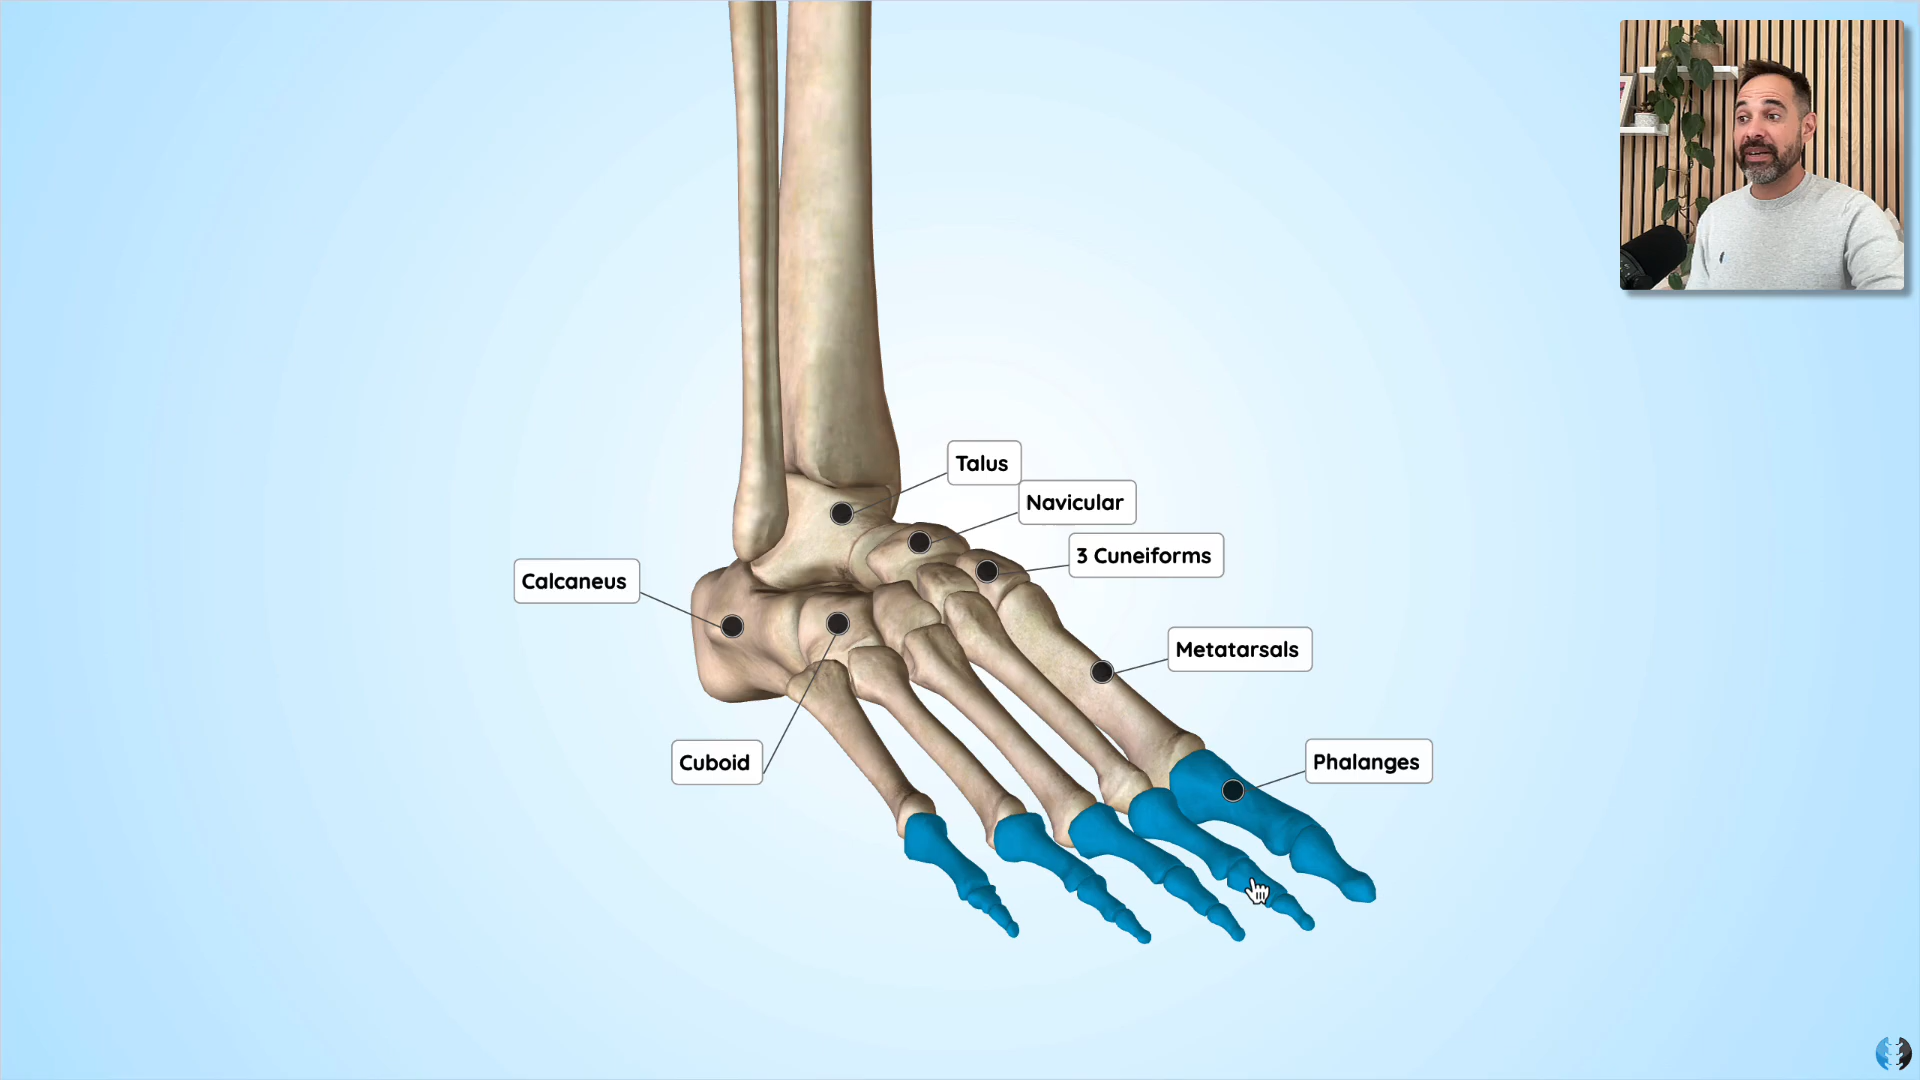 Talus
Navicular
3 Cuneiforms
Calcaneus
Metatarsals
Cuboid
Phalanges